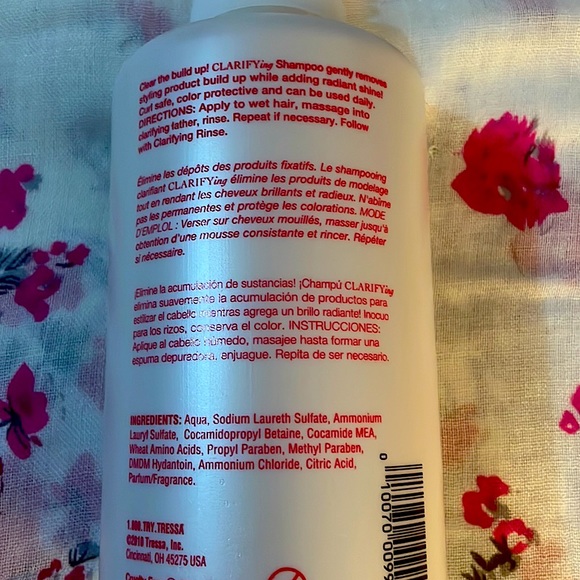 Clear the build up! CLARIFYing Shampoo gently removes
styling product build up while adding radiant shine!
Curl safe, color protective and can be used daily.
DIRECTIONS: Apply to wet hair, massage into
clarifying lather, rinse. Repeat if necessary. Follow
with Clarifying Rinse.
Élimine les dépôts des produits fixatifs. Le shampooing
clarifiant CLARIFYing élimine les produits de modelage
tout en rendant les cheveux brillants et radieux. N'abîme
pas les permanentes et protège les colorations. MODE
D'EMPLOL : Verser sur cheveux mouillés, masser jusqu'à
obtention d'une mousse consistante et rincer. Répéter
si nécessaire.
¡Elimine la acumulación de sustancias! ¡Champú CLARIFYing
elimina suavemente la acumulación de productos para
estilizar el cabello mientras agrega un brillo radiante! Inocuo
para los rizos, conserva el color. INSTRUCCIONES:
Aplique al cabello húmedo, masajee hasta formar una
espuma depuradora, enjuague. Repita de ser necesario.
INGREDIENTS: Aqua, Sodium Laureth Sulfate, Ammonium
Lauryl Sulfate, Cocamidopropyl Betaine, Cocamide MEA,
Wheat Amino Acids, Propyl Paraben, Methyl Paraben,
DMDM Hydantoin, Ammonium Chloride, Citric Acid,
Parfum/Fragrance.
1.800.TRY.TRESSA
©2010 Tressa, Inc.
Cincinnati, OH 45275 USA
0 10070 009